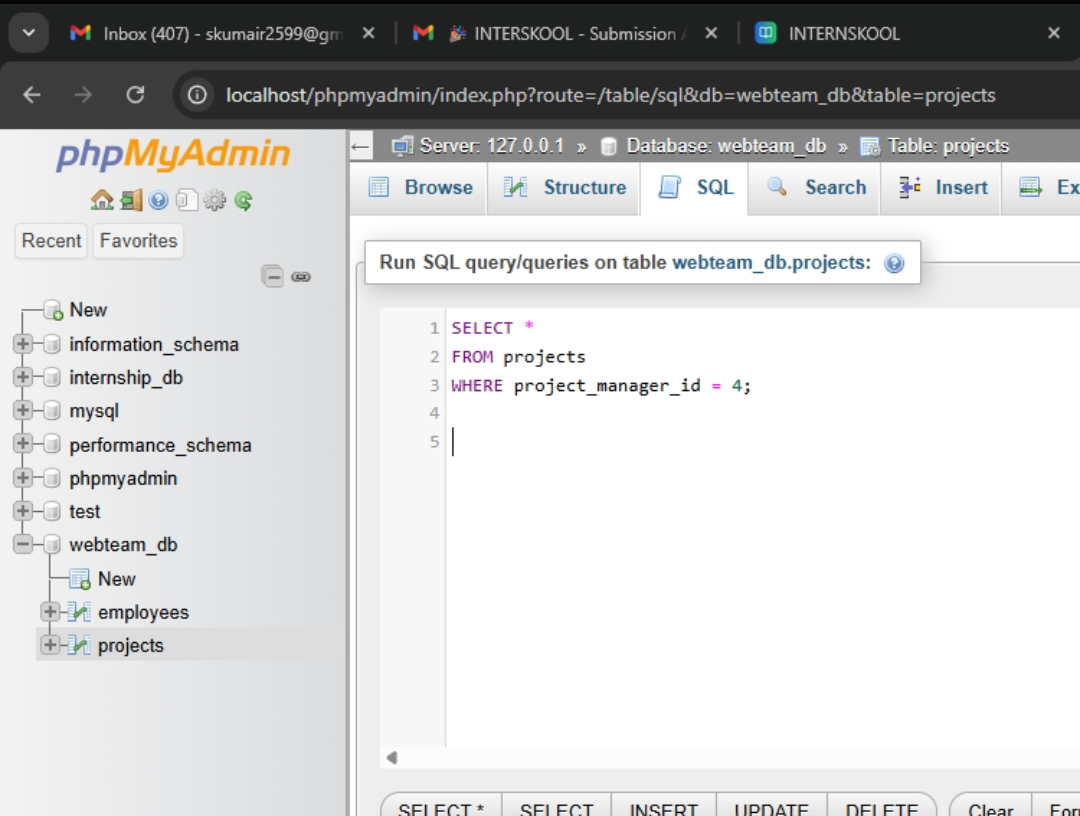 Inbox (407) - skumair2599@gm
INTERSKOOL - Submission
INTERNSKOOL
localhost/phpmyadmin/index.php?route=/table/sql&db=webteam_db&table=projects
phpMyAdmin
Recent Favorites
New
information_schema
internship_db
mysql
performance_schema
phpmyadmin
test
webteam_db
New
employees
projects
Server: 127.0.0.1 » Database: webteam_db » Table: projects
Browse Structure SQL Search Insert Ex
Run SQL query/queries on table webteam_db.projects:
1 SELECT *
2 FROM projects
3 WHERE project_manager_id = 4;
4
5
SELECT * SELECT INSERT UPDATE DELETE Clear For